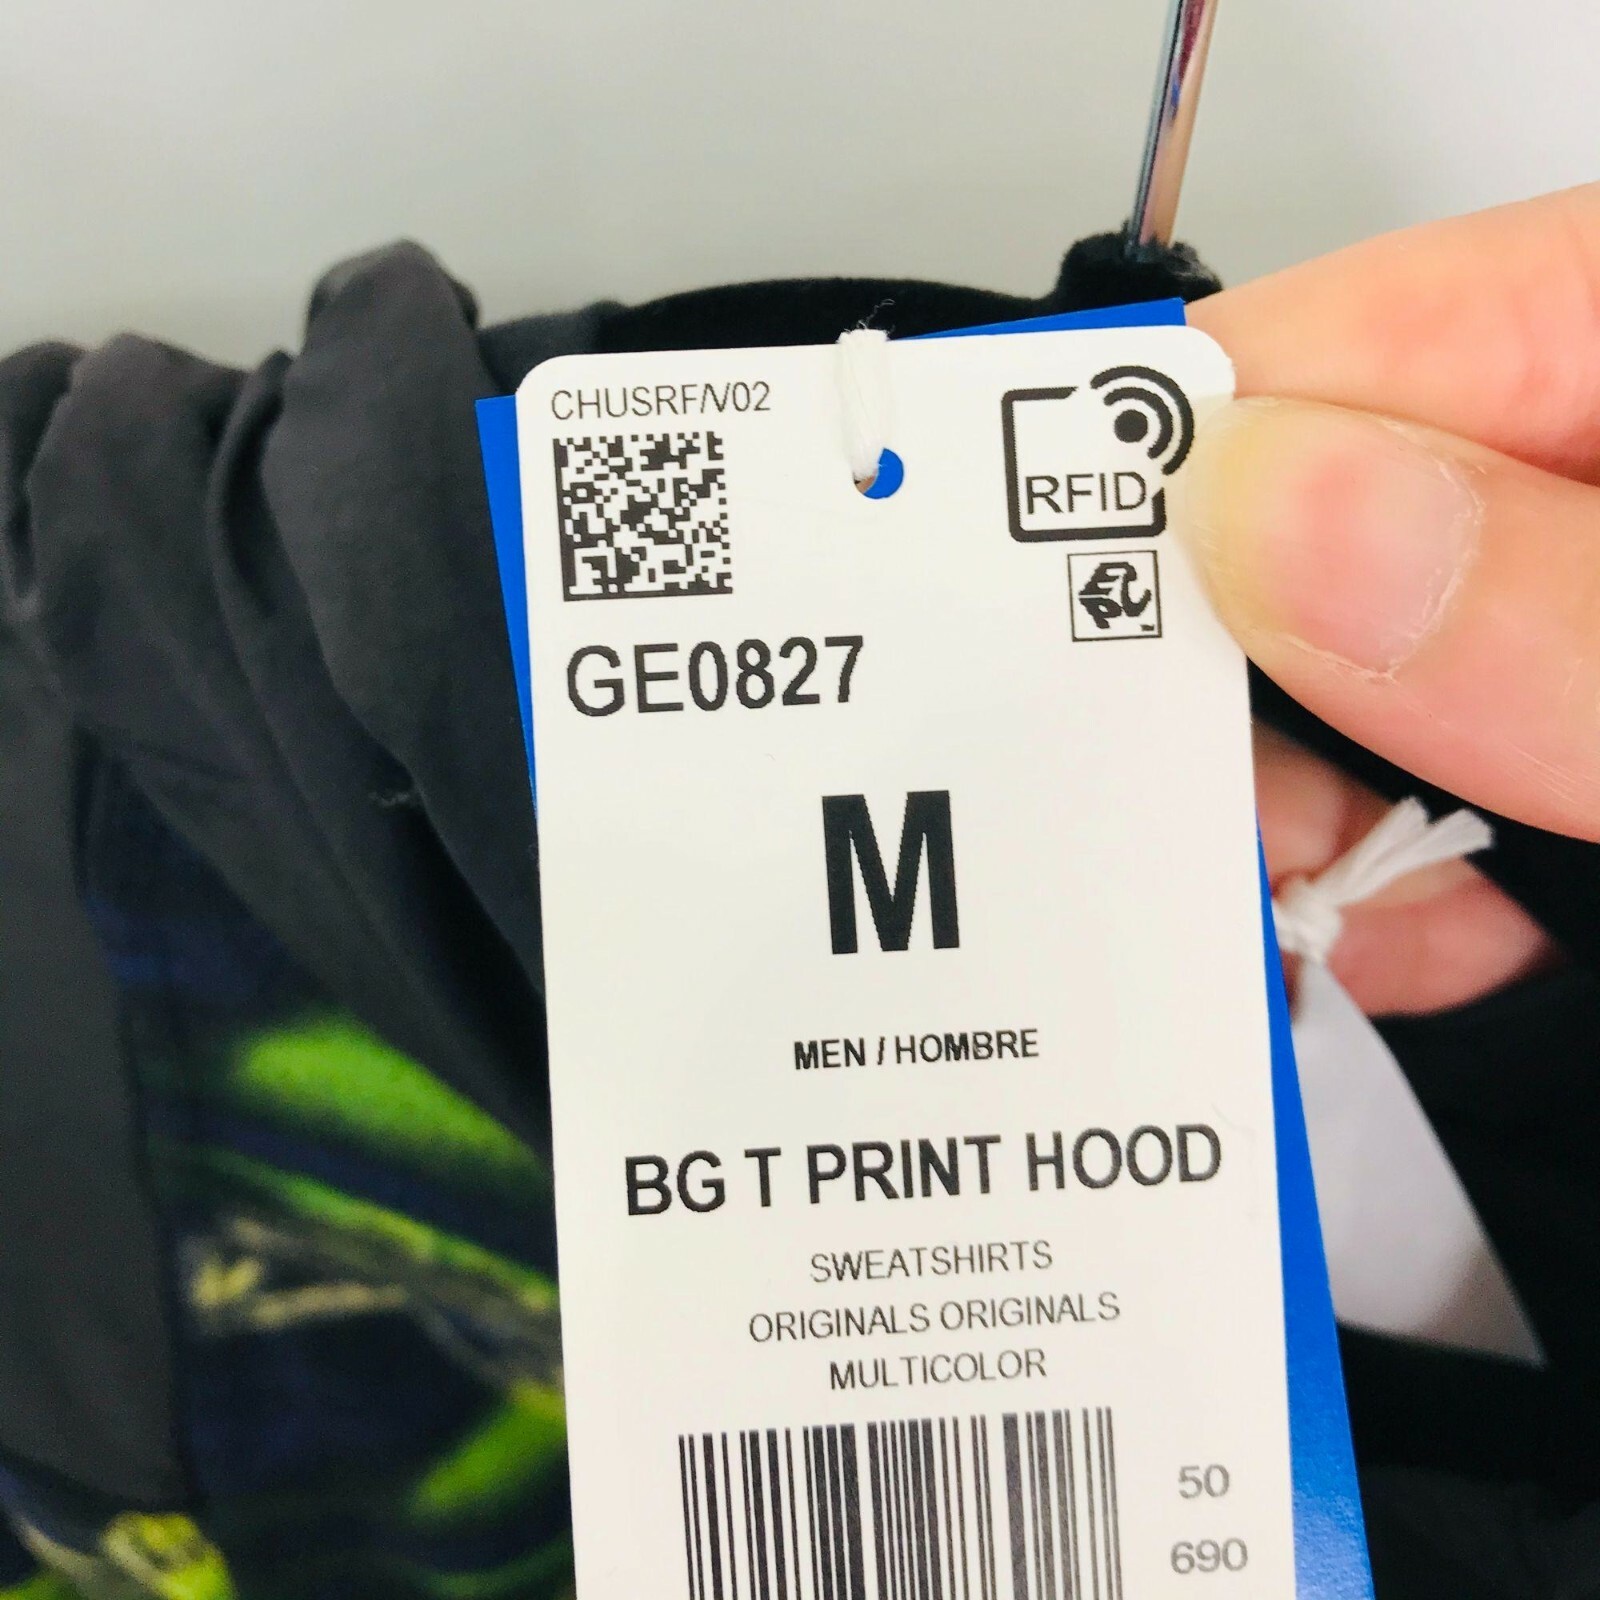 CHUSRF/V02
RFID
GE0827
M
MEN / HOMBRE
BG T PRINT HOOD
SWEATSHIRTS
ORIGINALS ORIGINALS
MULTICOLOR
50
690